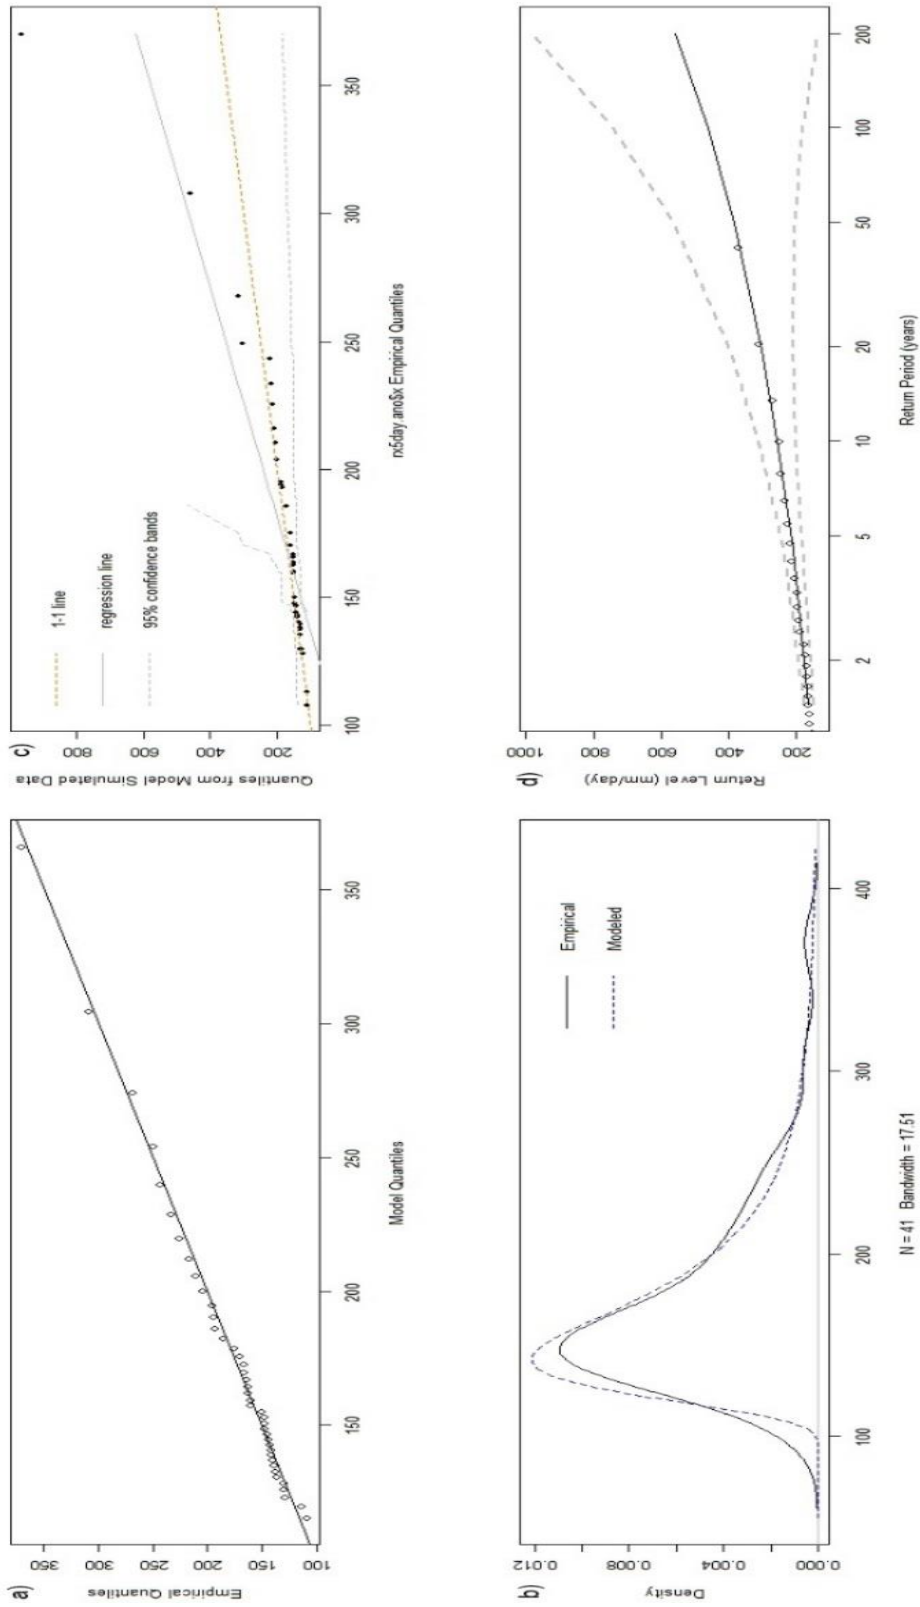 a)
Empirical Quantiles
350
300
250
200
150
100
150
200
250
300
350
Model Quantiles
c)
Quantiles from Model Simulated Data
800
600
400
200
1-1 line
regression line
95% confidence bands
100
150
200
250
300
350
rx5day.ano$x Empirical Quantiles
b)
Density
0.012
0.008
0.004
0.000
Empirical
Modeled
100
200
300
400
N = 41 Bandwidth = 17.51
d)
Return Level (mm/day)
1000
800
600
400
200
2
5
10
20
50
100
200
Return Period (years)